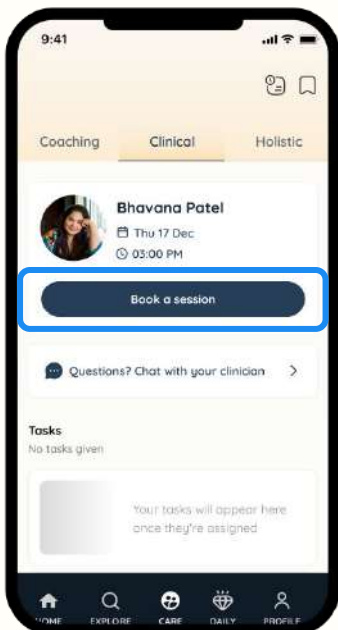 9:41
Coaching Clinical Holistic
Bhavana Patel
Thu 17 Dec
03:00 PM
Book a session
Questions? Chat with your clinician
Tasks
No tasks given
Your tasks will appear here
once they're assigned
HOME EXPLORE CARE DAILY PROFILE